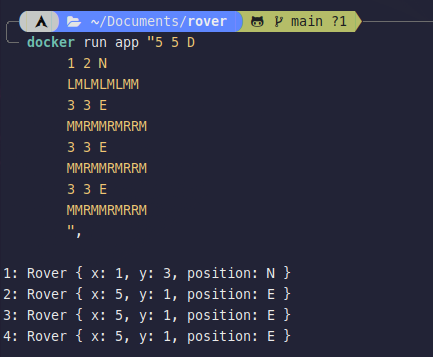 ~/Documents/rover main ?1
docker run app "5 5 D
1 2 N
LMLMLMLMM
3 3 E
MMRMMRMRRM
3 3 E
MMRMMRMRRM
3 3 E
MMRMMRMRRM
",
1: Rover { x: 1, y: 3, position: N }
2: Rover { x: 5, y: 1, position: E }
3: Rover { x: 5, y: 1, position: E }
4: Rover { x: 5, y: 1, position: E }